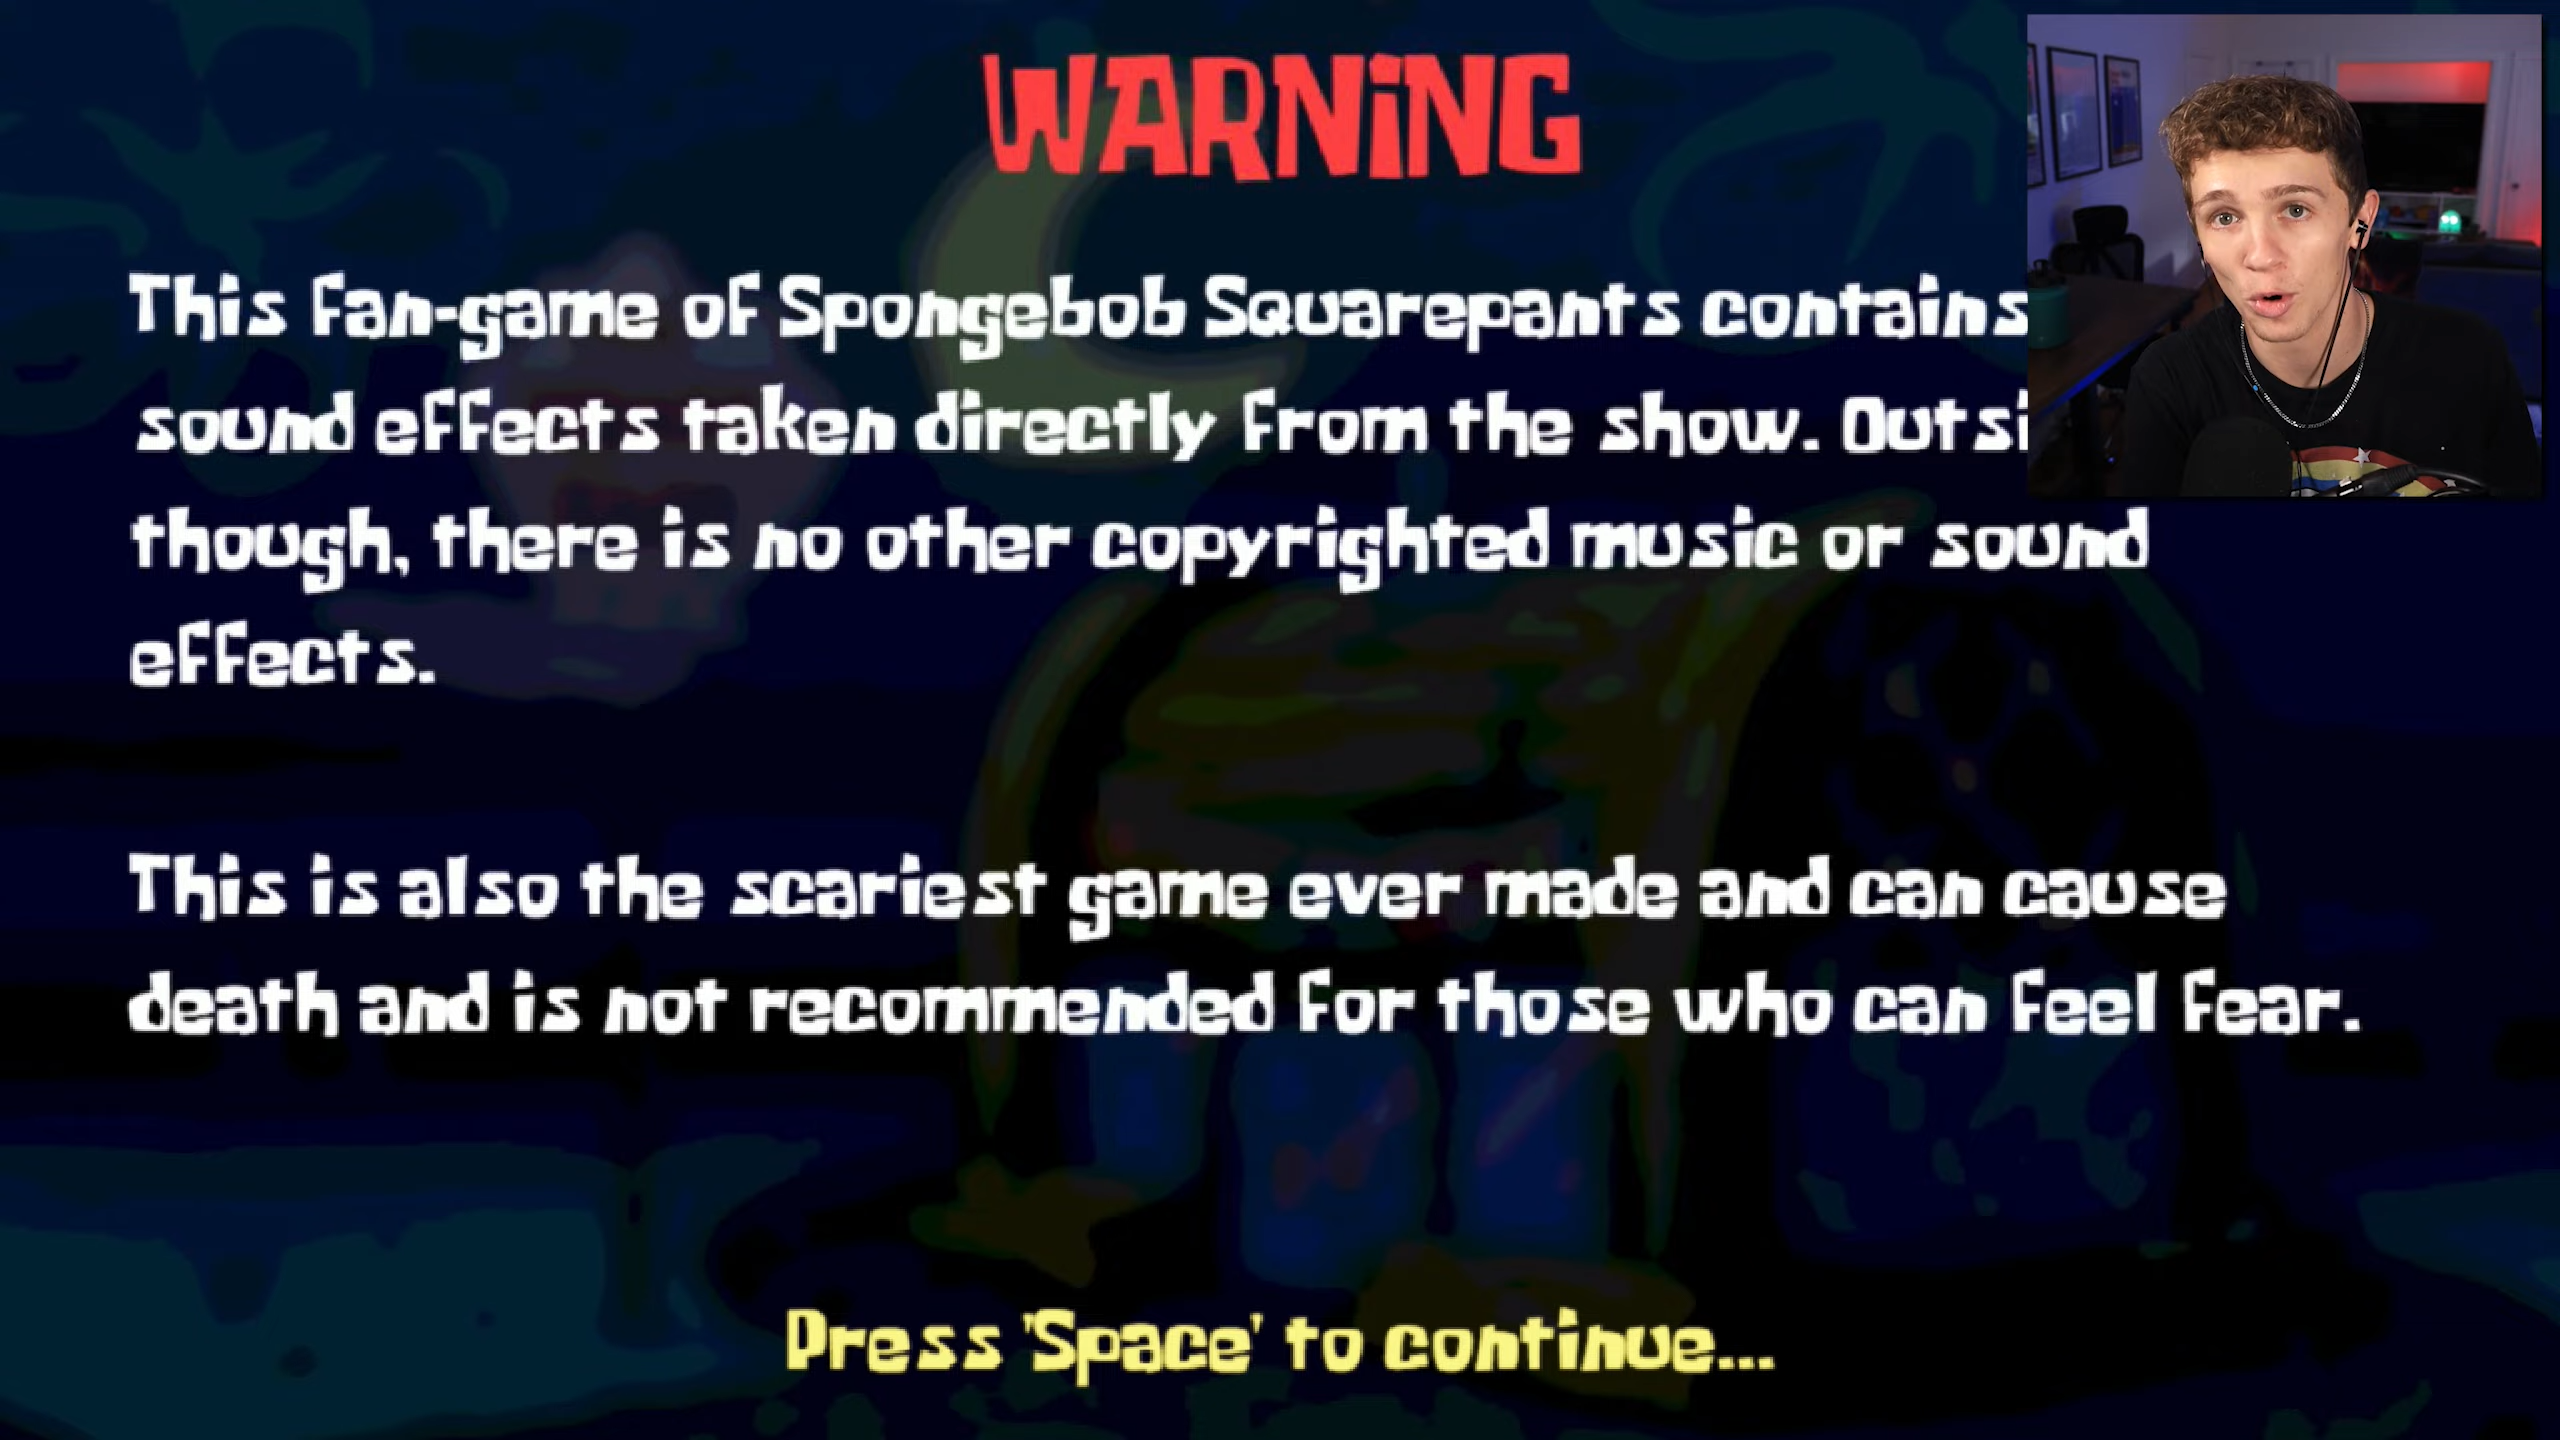 WARNING
This fan-game of Spongebob Squarepants contains
sound effects taken directly from the show.
though, there is no other copyrighted music or sound
effects.
This is also the scariest game ever made and can cause
death and is not recommended for those who can feel fear.
Press 'Space' to continue...